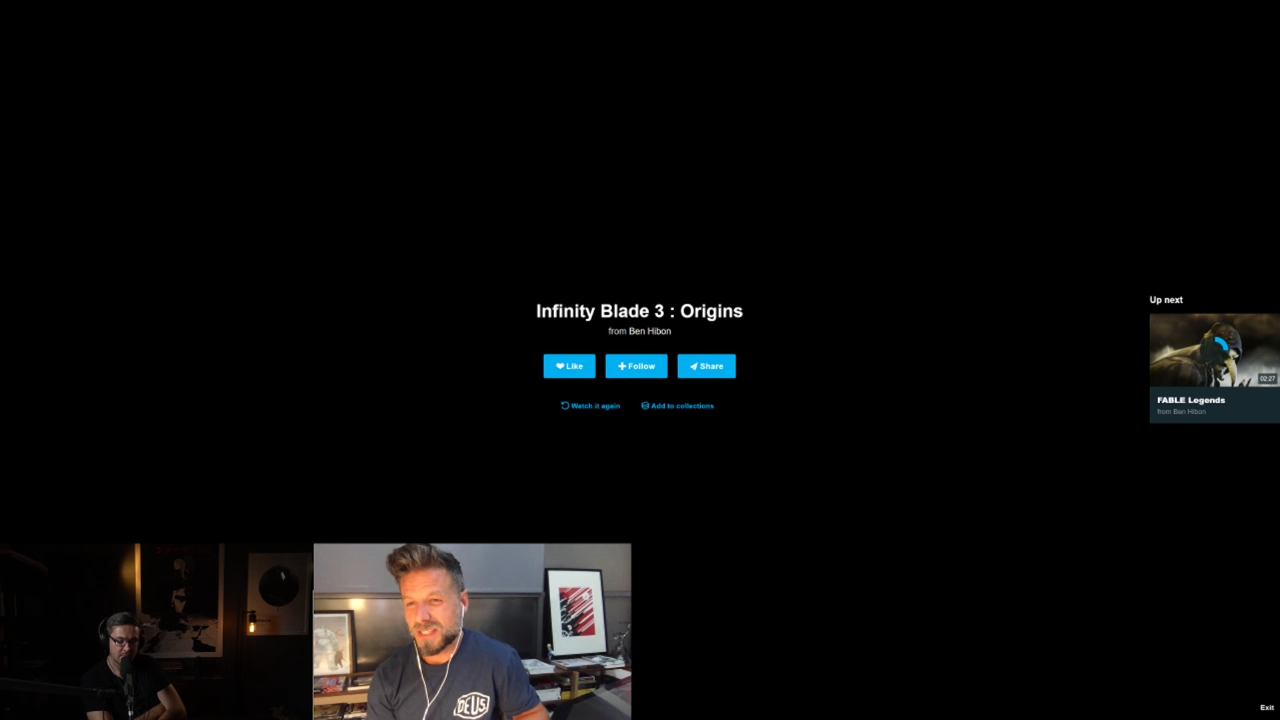 Infinity Blade 3 : Origins
from Ben Hibon
Like
Follow
Share
Watch it again
Add to collections
Up next
02:27
FABLE Legends
from Ben Hibon
DEUS
Exit